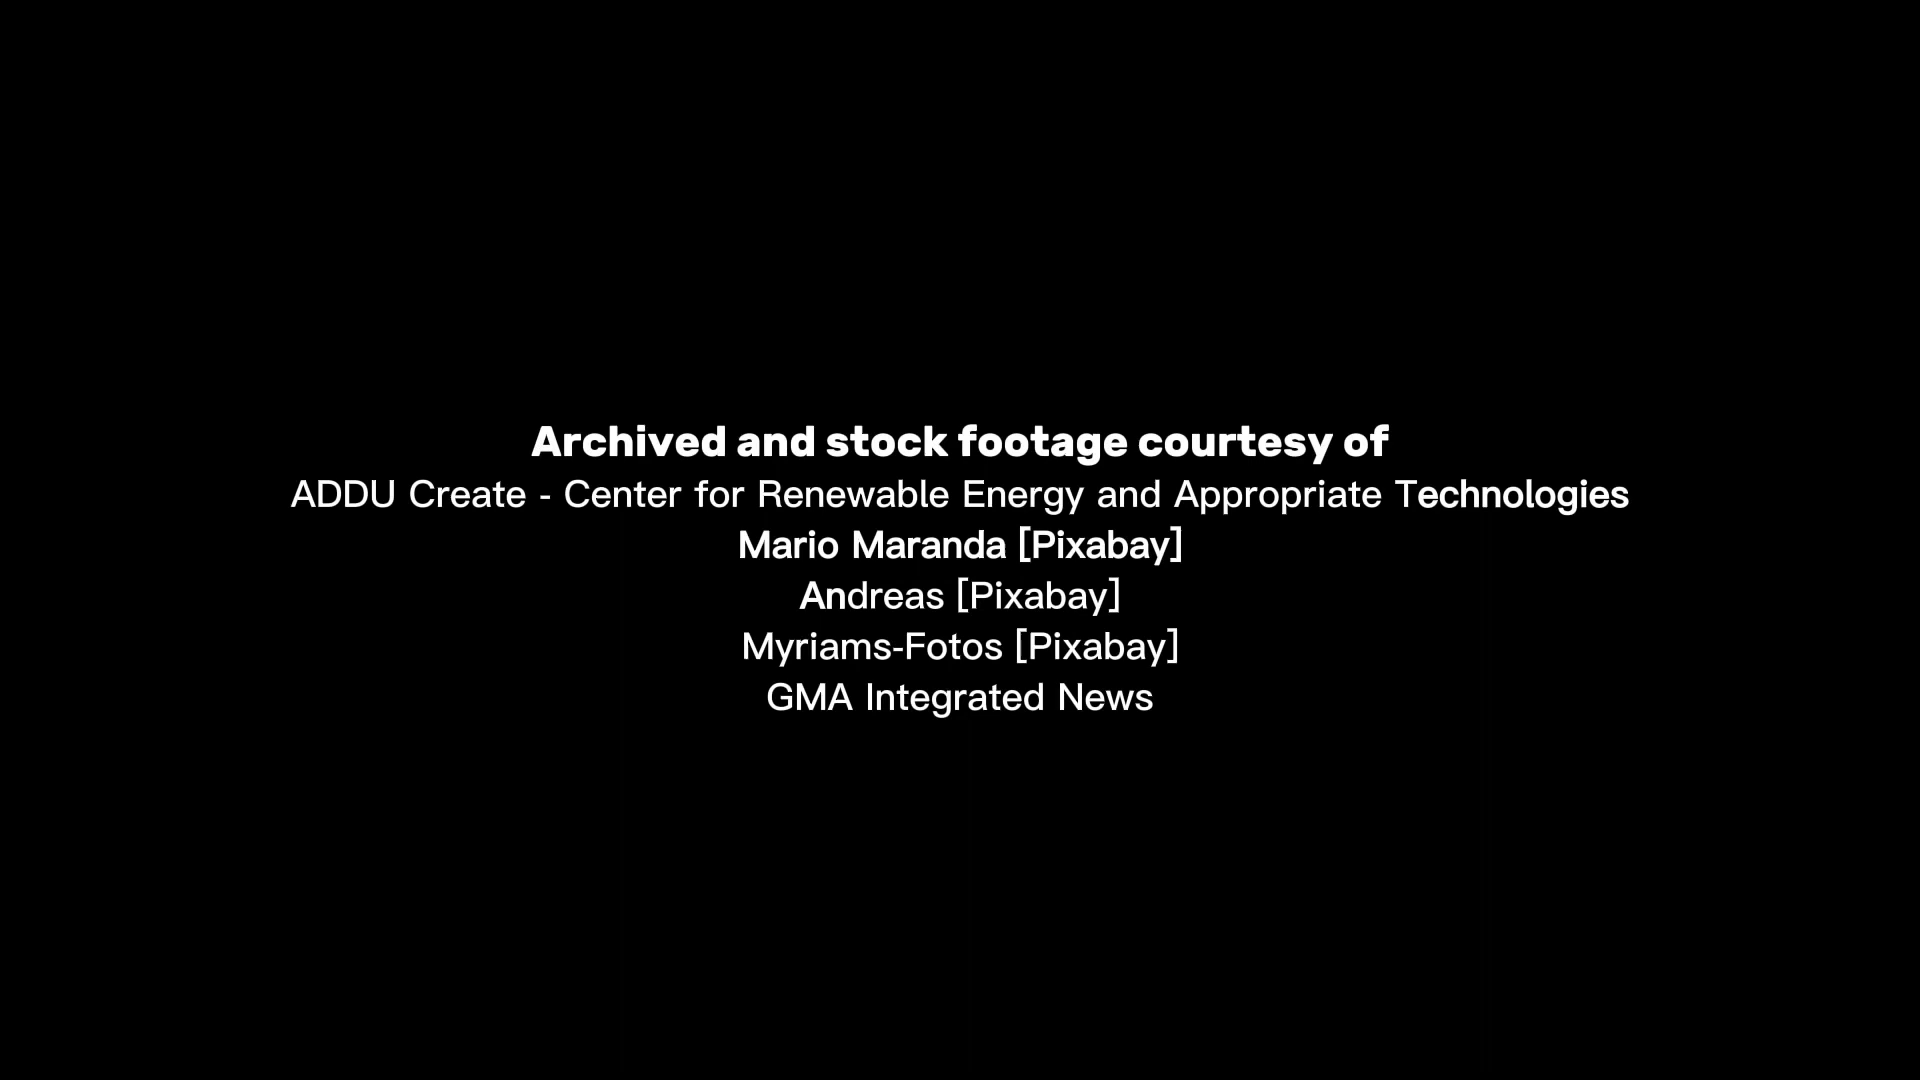 Archived and stock footage courtesy of
ADDU Create - Center for Renewable Energy and Appropriate Technologies
Mario Maranda [Pixabay]
Andreas [Pixabay]
Myriams-Fotos [Pixabay]
GMA Integrated News